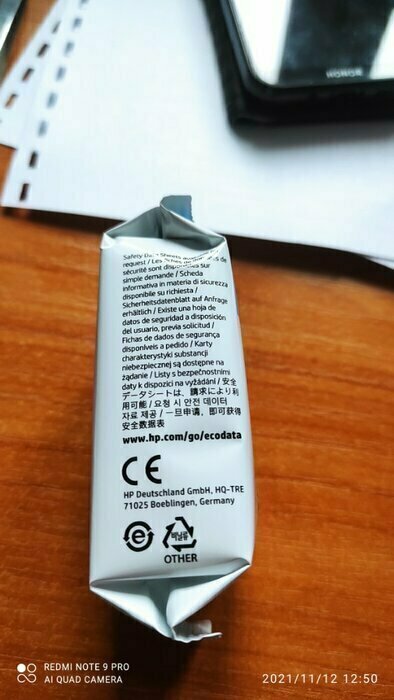 HONOR
Safety Da Sheets
request / Les de
sécurité sont disponibles sur
simple demande / Scheda
informativa in materia di sicurezza
disponibile su richiesta /
Sicherheitsdatenblatt auf Anfrage
erhältlich / Existe una hoja de
datos de seguridad a disposición
del usuario, previa solicitud /
Fichas de dados de segurança
disponíveis a pedido / Karty
charakterystyki substancji
niebezpiecznej są dostępne na
żądanie / Listy s bezpečnostními
daty k dispozici na vyžádání / 安全
データシートは、請求により利
用可能 / 요청 시 안전 데이터
자료 제공 / 一旦申请，即可获得
安全数据表
www.hp.com/go/ecodata
CE
HP Deutschland GmbH, HQ-TRE
71025 Boeblingen, Germany
OTHER
REDMI NOTE 9 PRO
AI QUAD CAMERA
2021/11/12 12:50